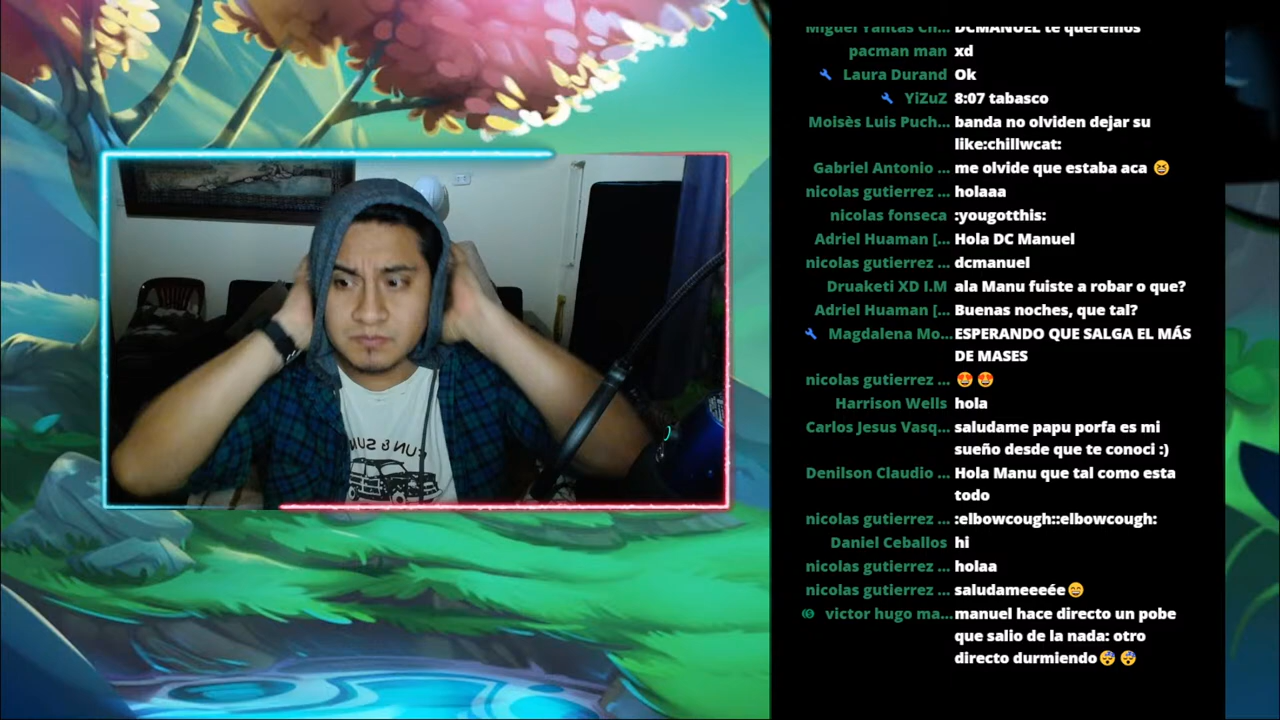 Miguel Yantas Ch... DCMANUEL te queremos
pacman man xd
Laura Durand Ok
YiZuZ 8:07 tabasco
Moisès Luis Puch... banda no olviden dejar su
like:chillwcat:
Gabriel Antonio ... me olvide que estaba aca 😆
nicolas gutierrez ... holaaa
nicolas fonseca :yougotthis:
Adriel Huaman [... Hola DC Manuel
nicolas gutierrez ... dcmanuel
Druaketi XD I.M ala Manu fuiste a robar o que?
Adriel Huaman [... Buenas noches, que tal?
Magdalena Mo... ESPERANDO QUE SALGA EL MÁS
DE MASES
nicolas gutierrez ... 😍 😍
Harrison Wells hola
Carlos Jesus Vasq... saludame papu porfa es mi
sueño desde que te conoci :)
Denilson Claudio ... Hola Manu que tal como esta
todo
nicolas gutierrez ... :elbowcough::elbowcough:
Daniel Ceballos hi
nicolas gutierrez ... holaa
nicolas gutierrez ... saludameeeée😁
victor hugo ma... manuel hace directo un pobe
que salio de la nada: otro
directo durmiendo😴 😴